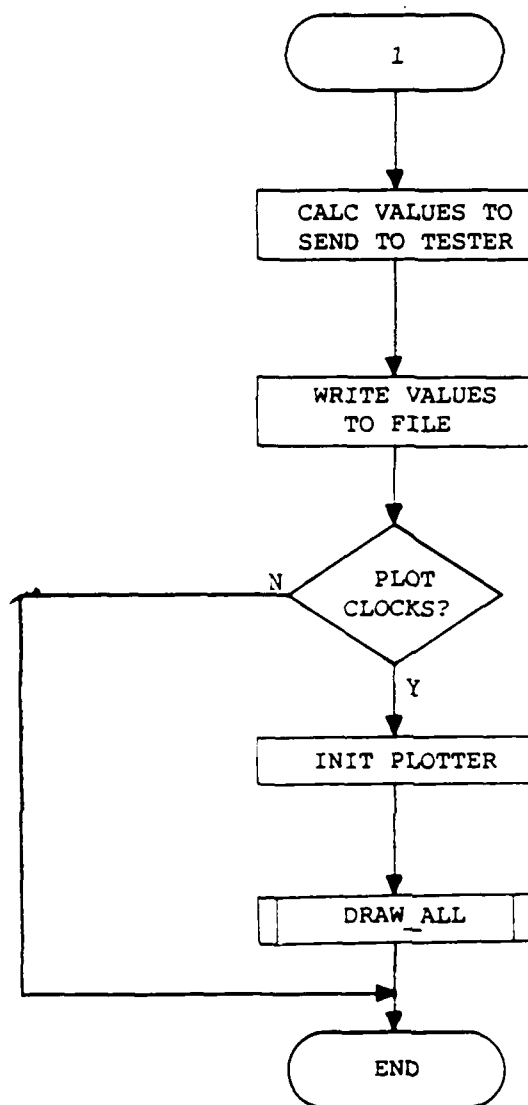 1
CALC VALUES TO
SEND TO TESTER
WRITE VALUES
TO FILE
N
PLOT
CLOCKS?
Y
INIT PLOTTER
DRAW_ALL
END